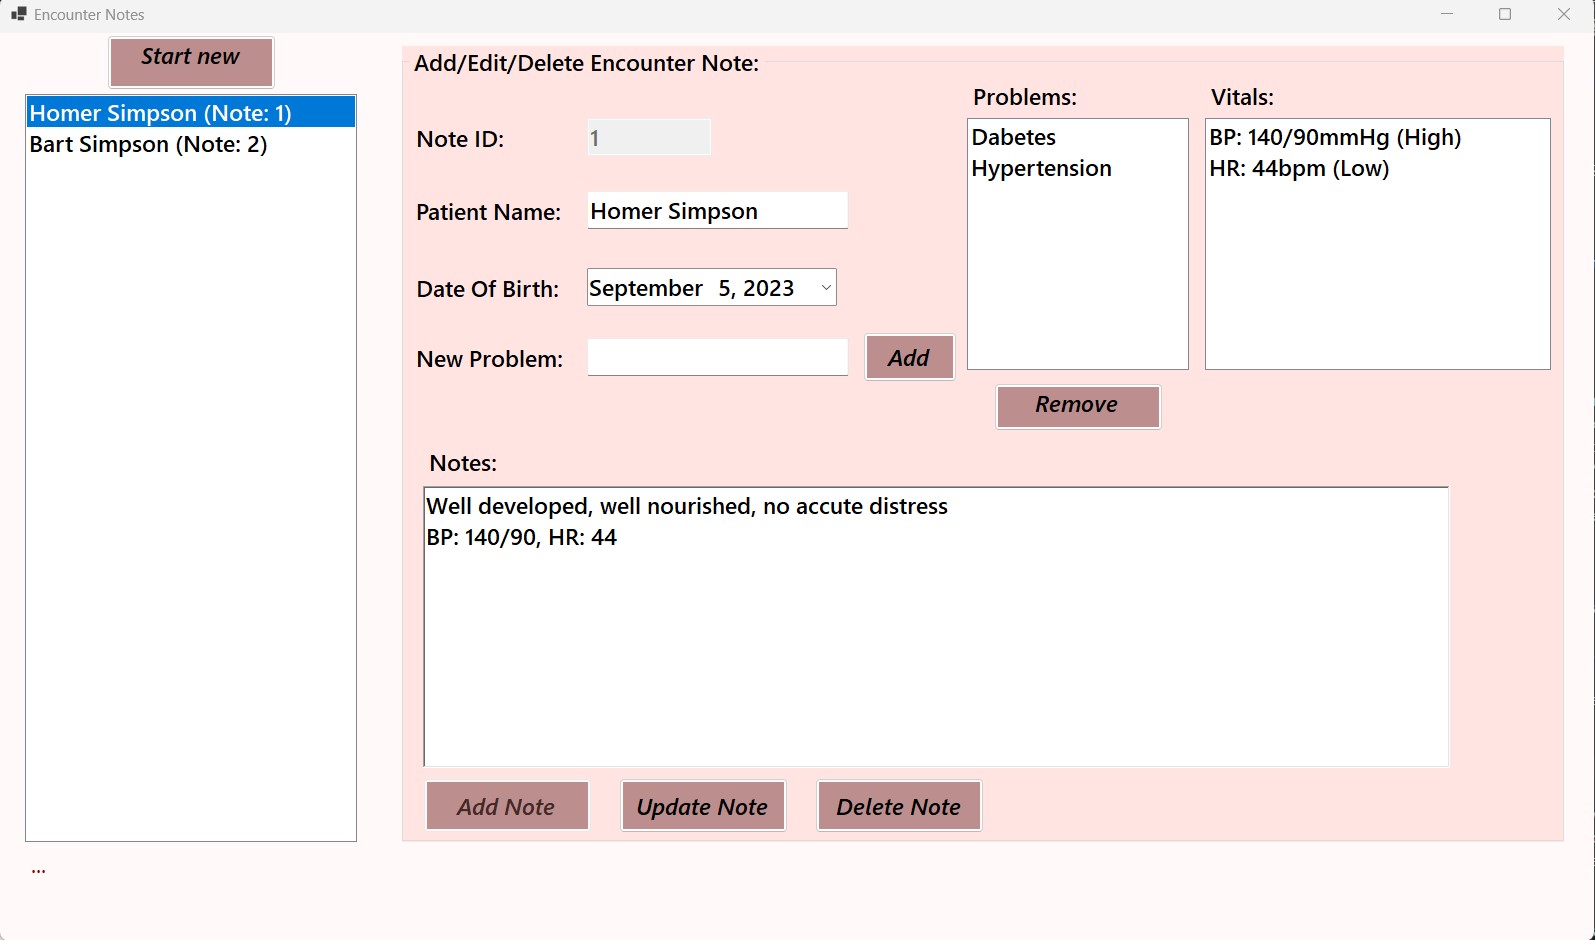 Encounter Notes
Start new
Homer Simpson (Note: 1)
Bart Simpson (Note: 2)
...
Add/Edit/Delete Encounter Note:
Note ID:
1
Patient Name:
Homer Simpson
Date Of Birth:
September 5, 2023
New Problem:
Add
Problems:
Dabetes
Hypertension
Remove
Vitals:
BP: 140/90mmHg (High)
HR: 44bpm (Low)
Notes:
Well developed, well nourished, no accute distress
BP: 140/90, HR: 44
Add Note
Update Note
Delete Note